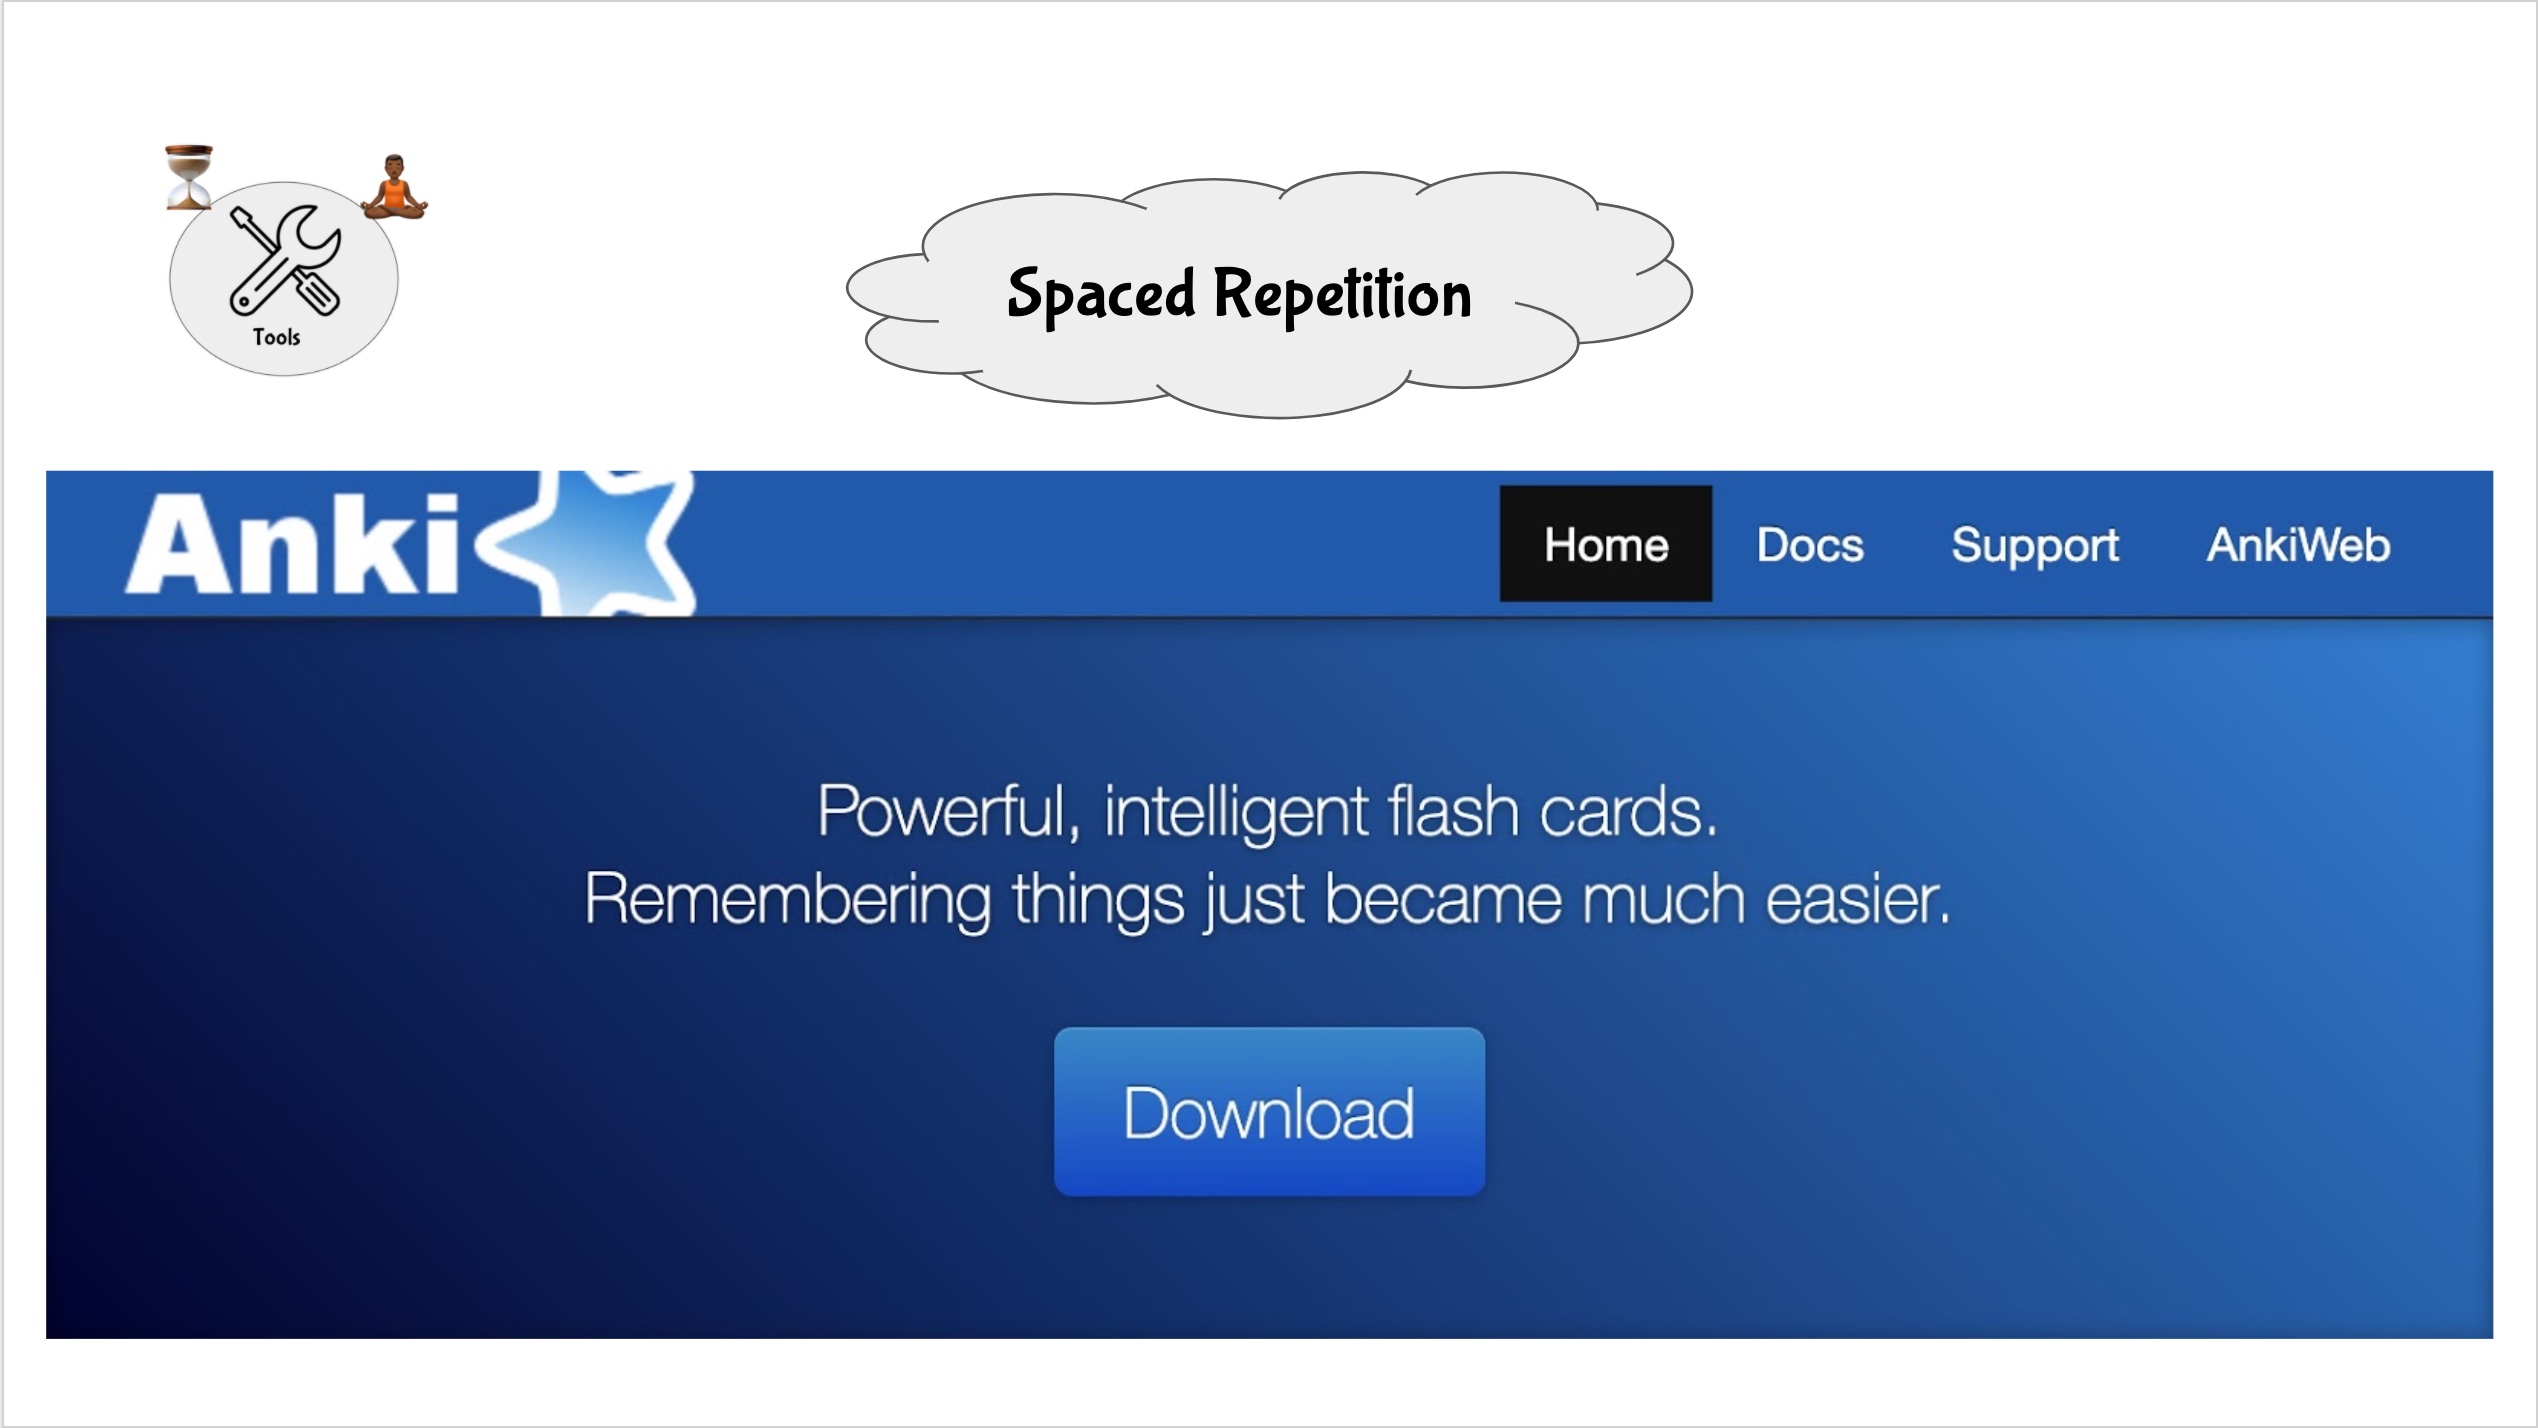 Tools
Spaced Repetition
Anki
Home Docs Support AnkiWeb
Powerful, intelligent flash cards.
Remembering things just became much easier.
Download